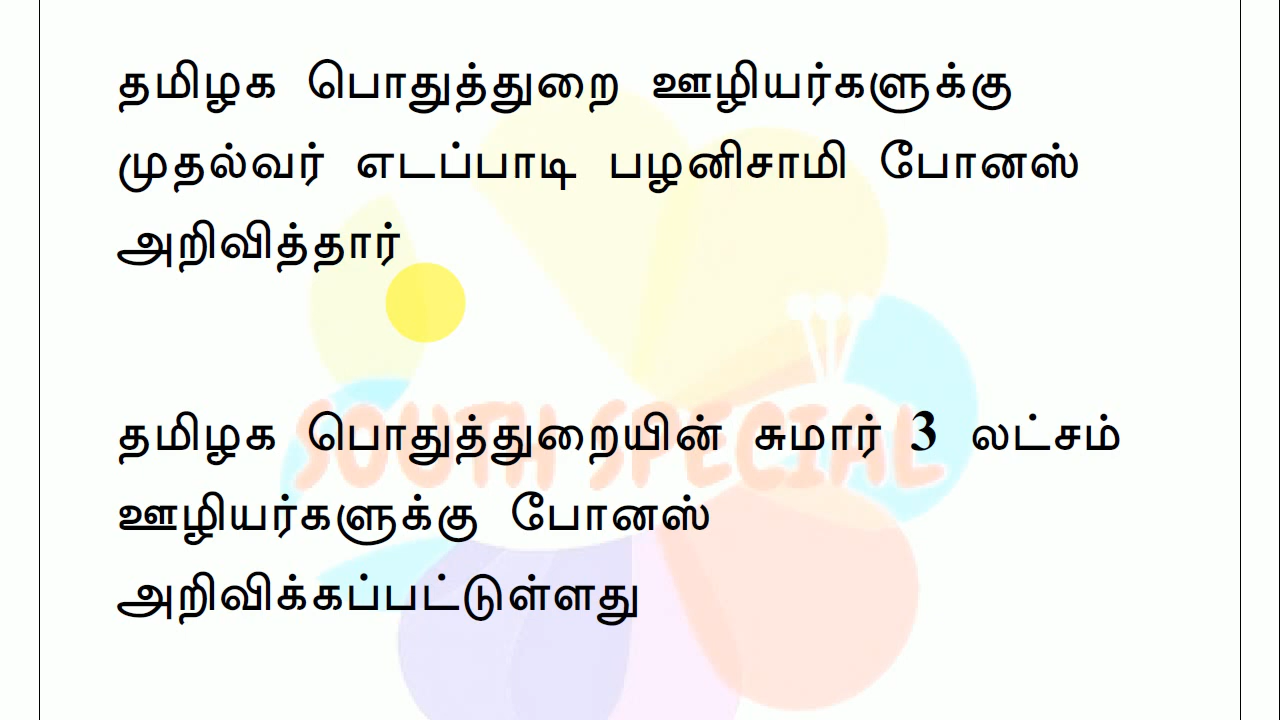 தமிழக பொதுத்துறை ஊழியர்களுக்கு
முதல்வர் எடப்பாடி பழனிசாமி போனஸ்
அறிவித்தார்
தமிழக பொதுத்துறையின் சுமார் 3 லட்சம்
SOUTH SPECIAL
ஊழியர்களுக்கு போனஸ்
அறிவிக்கப்பட்டுள்ளது